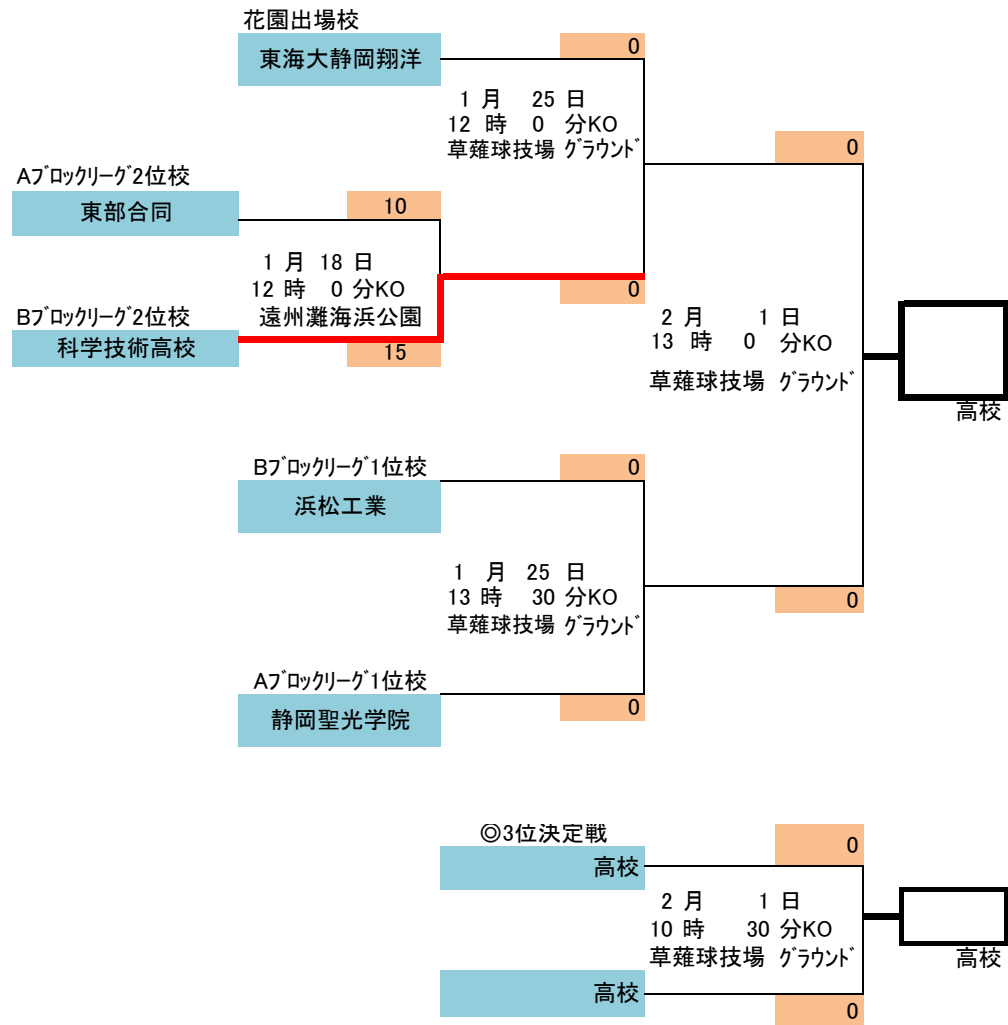 花園出場校
東海大静岡翔洋
0
1 月 25 日
12 時 0 分KO
草薙球技場 グラウンド
0
Aブロックリーグ2位校
東部合同
10
1 月 18 日
12 時 0 分KO
遠州灘海浜公園
0
Bブロックリーグ2位校
科学技術高校
15
2 月 1 日
13 時 0 分KO
草薙球技場 グラウンド
高校
Bブロックリーグ1位校
浜松工業
0
1 月 25 日
13 時 30 分KO
草薙球技場 グラウンド
0
Aブロックリーグ1位校
静岡聖光学院
0
◎3位決定戦
高校
0
2 月 1 日
10 時 30 分KO
草薙球技場 グラウンド
高校
高校
0